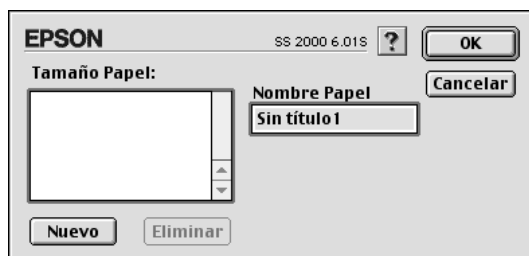 EPSON
SS 2000 6.01S
?
OK
Tamaño Papel:
Nombre Papel
Cancelar
Sin título1
Nuevo
Eliminar